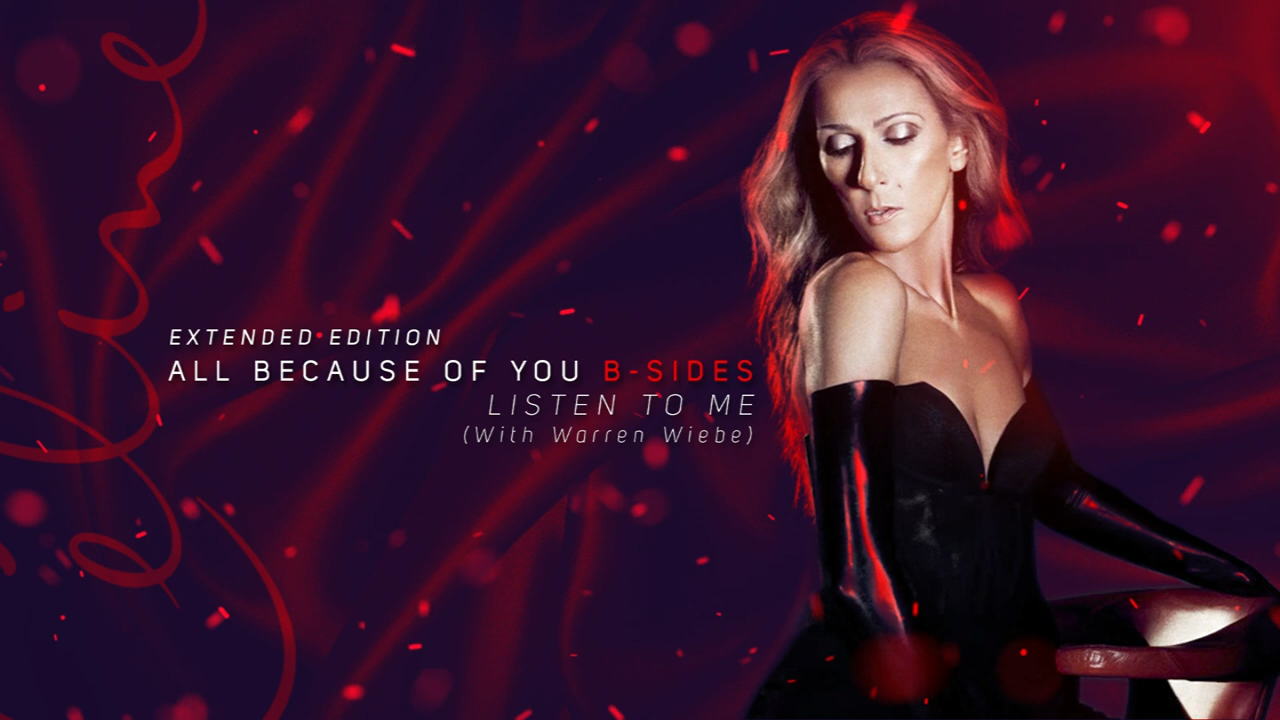 EXTENDED EDITION
ALL BECAUSE OF YOU B-SIDES
LISTEN TO ME
(With Warren Wiebe)